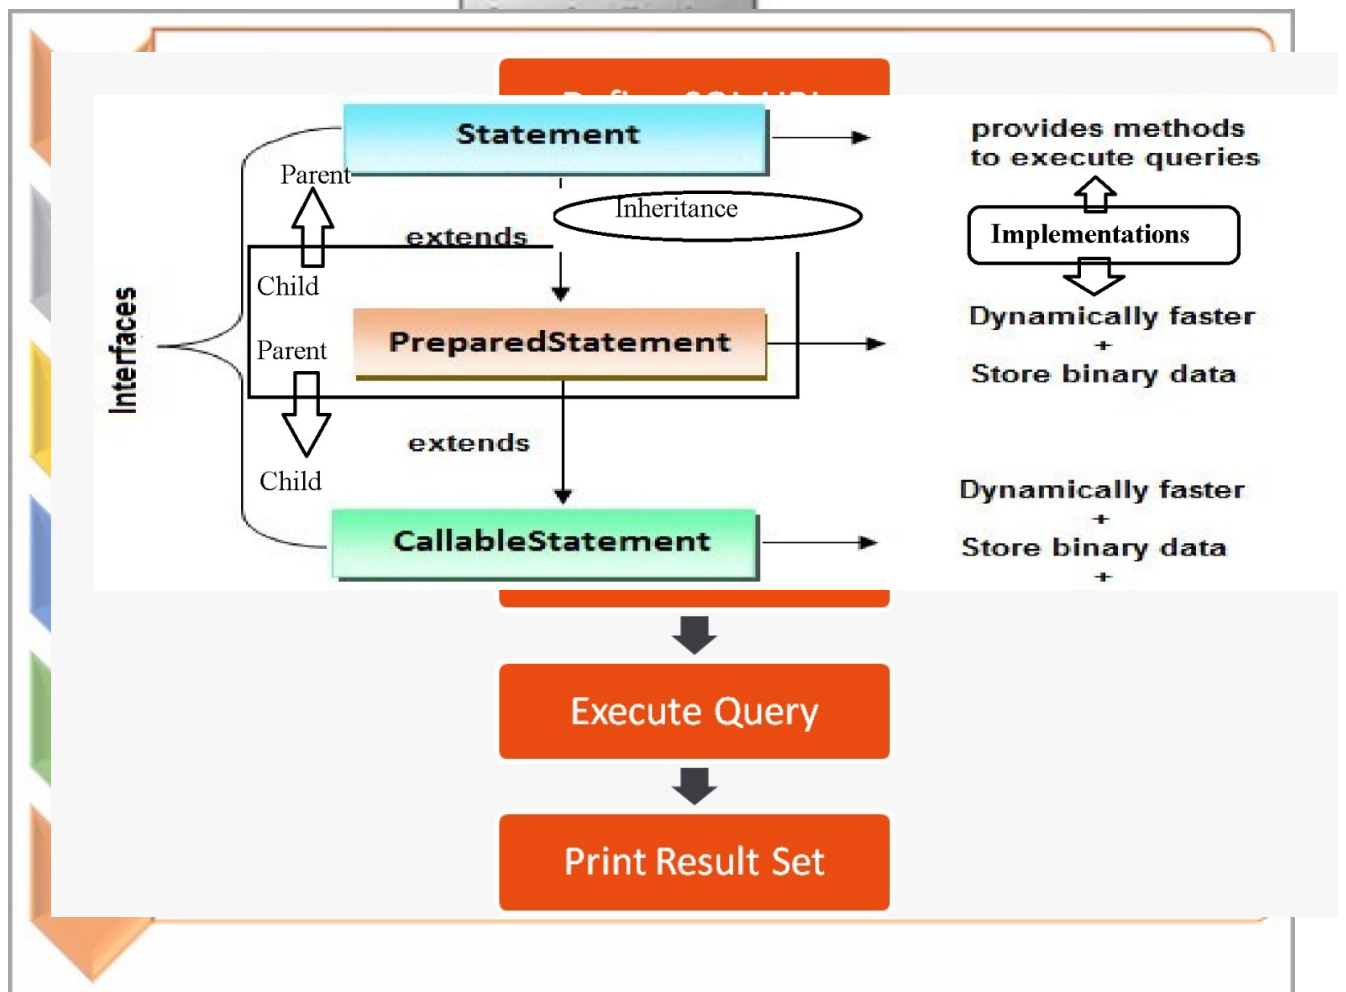 Statement
provides methods
to execute queries
Parent
Inheritance
extends
Implementations
Child
Interfaces
Dynamically faster
PreparedStatement
Parent
+
Store binary data
extends
Child
Dynamically faster
CallableStatement
+
Store binary data
+
Execute Query
Print Result Set